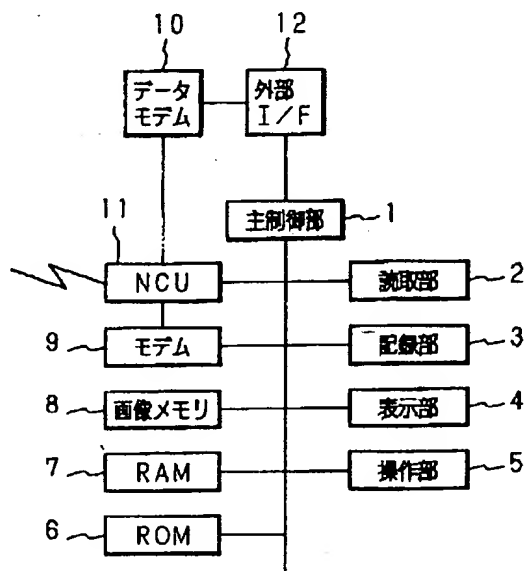 10
12
データ
モデム
外部
I/F
主制御部
1
11
NCU
読取部
2
9
モデム
記録部
3
8
画像メモリ
表示部
4
7
RAM
操作部
5
6
ROM